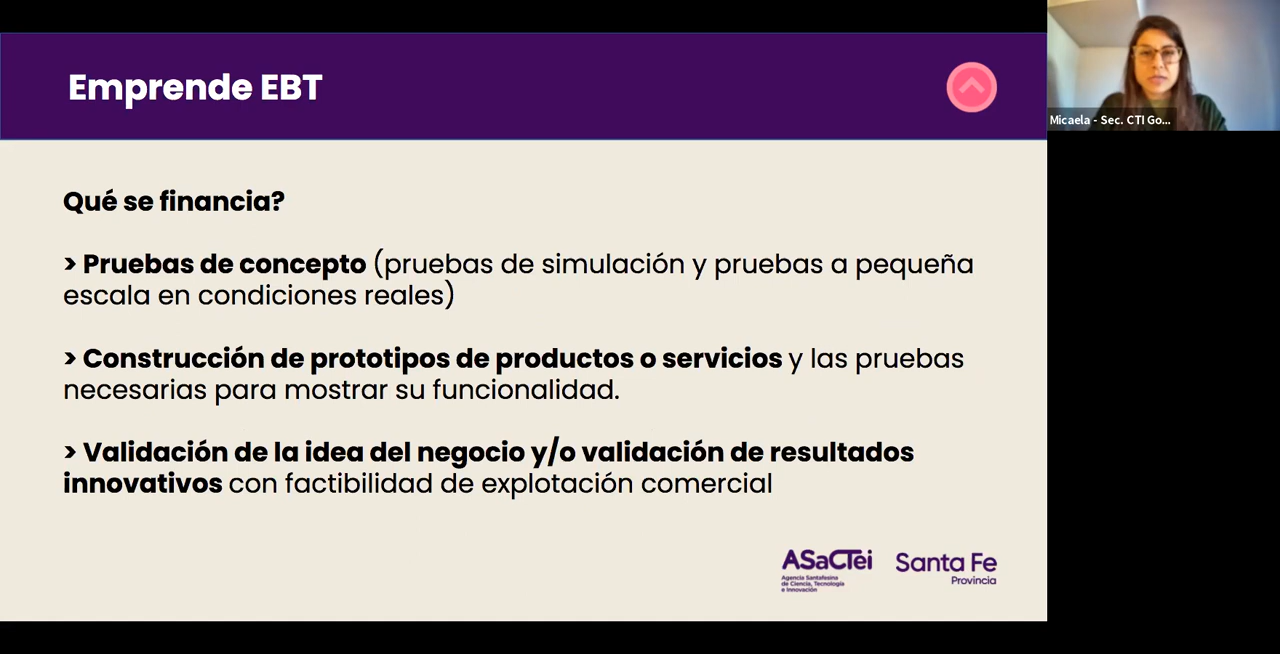 Emprende EBT
Micaela - Sec. CTI Go...
Qué se financia?
> Pruebas de concepto (pruebas de simulación y pruebas a pequeña
escala en condiciones reales)
> Construcción de prototipos de productos o servicios y las pruebas
necesarias para mostrar su funcionalidad.
> Validación de la idea del negocio y/o validación de resultados
innovativos con factibilidad de explotación comercial
ASaCTei
Agencia Santafesina
de Ciencia, Tecnología
e Innovación
Santa Fe
Provincia